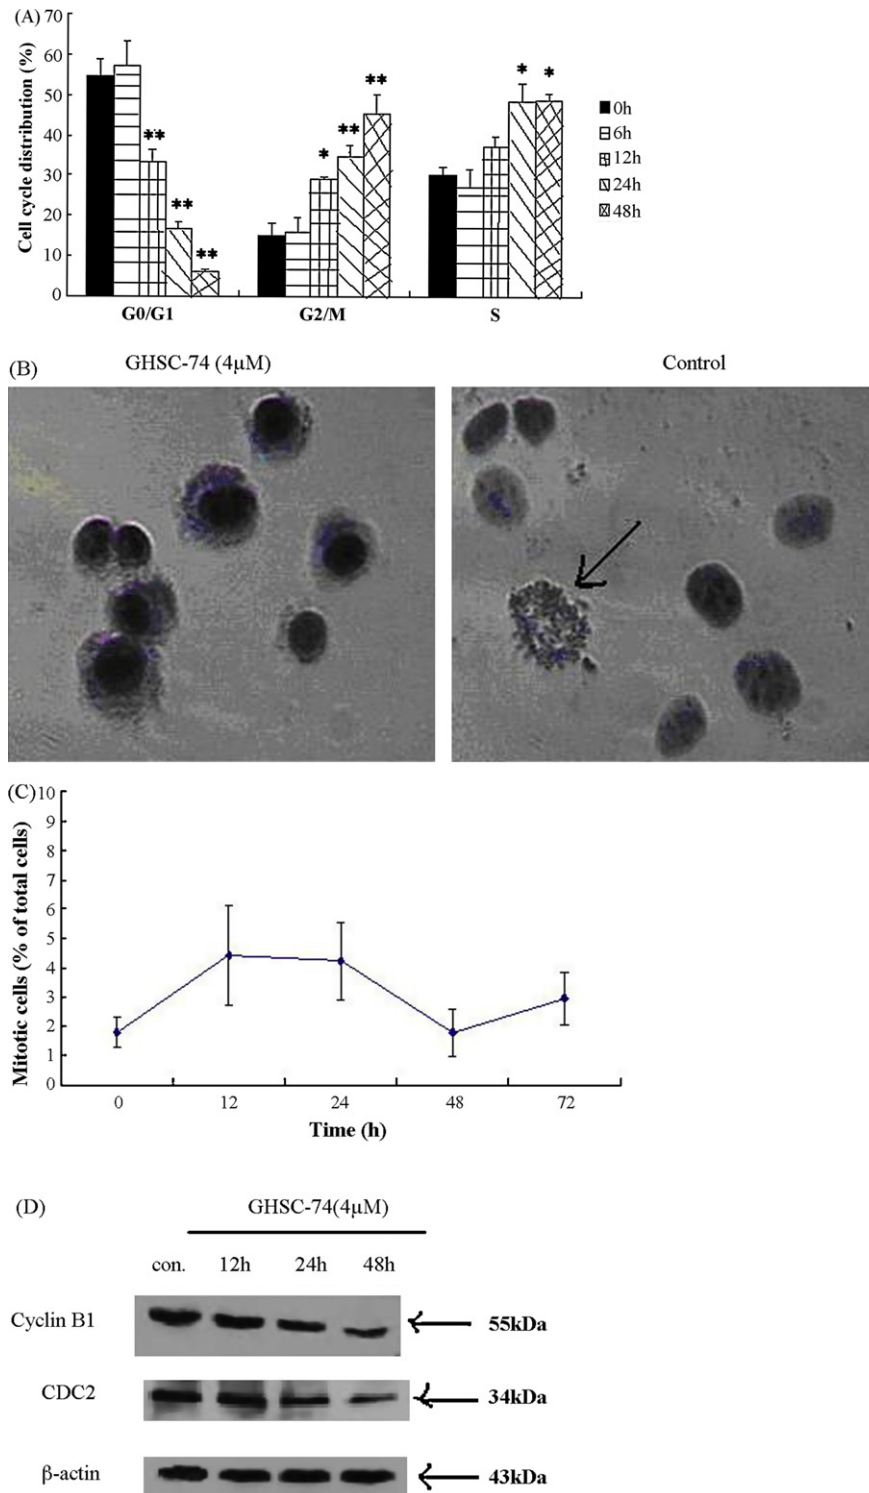 (A)
70
60
50
40
30
20
10
0
Cell cycle distribution (%)
**
**
**
*
**
**
*
*
0h
6h
12h
24h
48h
G0/G1
G2/M
S
(B)
GHSC-74 (4μM)
Control
(C)
10
9
8
7
6
5
4
3
2
1
0
Mitotic cells (% of total cells)
0
12
24
48
72
Time (h)
(D)
GHSC-74(4μM)
con.
12h
24h
48h
Cyclin B1
55kDa
CDC2
34kDa
β-actin
43kDa